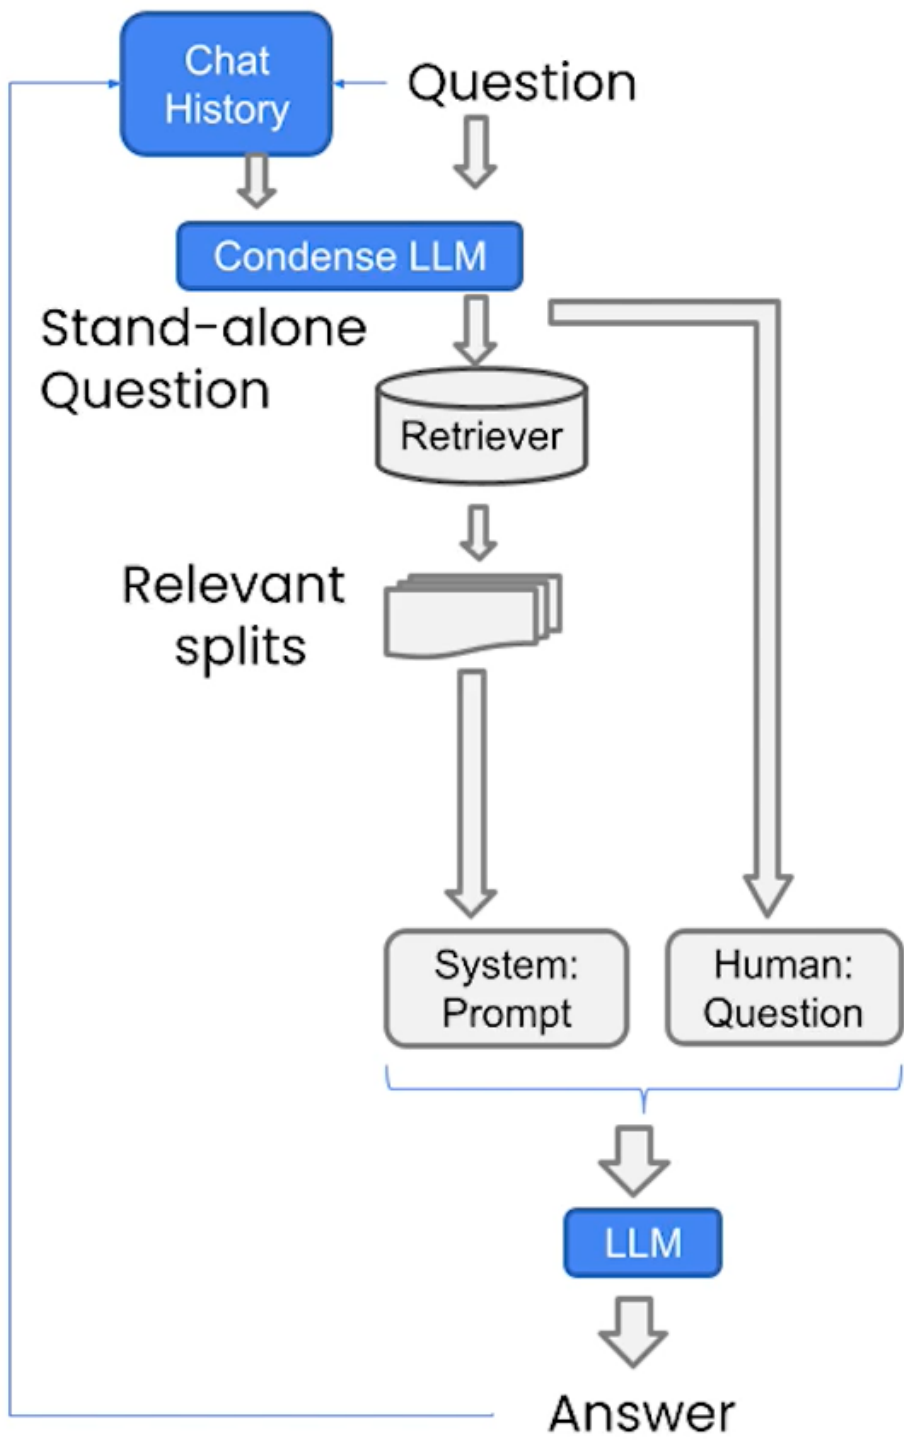 Chat
History
Question
Condense LLM
Stand-alone
Question
Retriever
Relevant
splits
System:
Prompt
Human:
Question
LLM
Answer